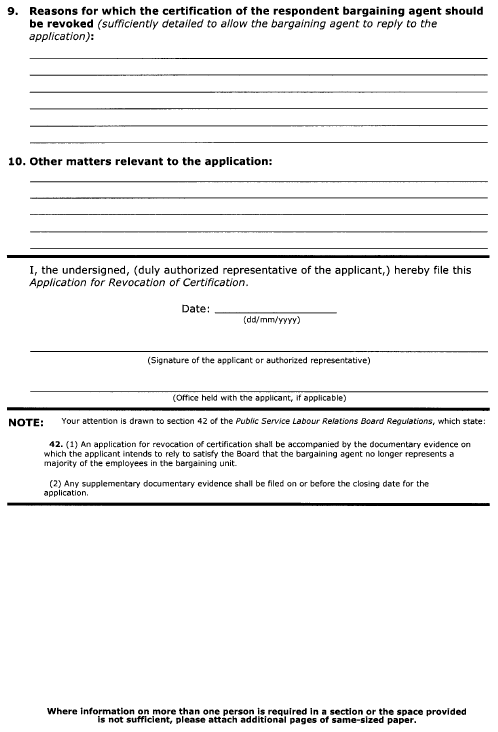 9. Reasons for which the certification of the respondent bargaining agent should
be revoked (sufficiently detailed to allow the bargaining agent to reply to the
application):
10. Other matters relevant to the application:
I, the undersigned, (duly authorized representative of the applicant,) hereby file this
Application for Revocation of Certification.
Date:
(dd/mm/yyyy)
(Signature of the applicant or authorized representative)
(Office held with the applicant, if applicable)
NOTE: Your attention is drawn to section 42 of the Public Service Labour Relations Board Regulations, which state:
42. (1) An application for revocation of certification shall be accompanied by the documentary evidence on
which the applicant intends to rely to satisfy the Board that the bargaining agent no longer represents a
majority of the employees in the bargaining unit.
(2) Any supplementary documentary evidence shall be filed on or before the closing date for the
application.
Where information on more than one person is required in a section or the space provided
is not sufficient, please attach additional pages of same-sized paper.